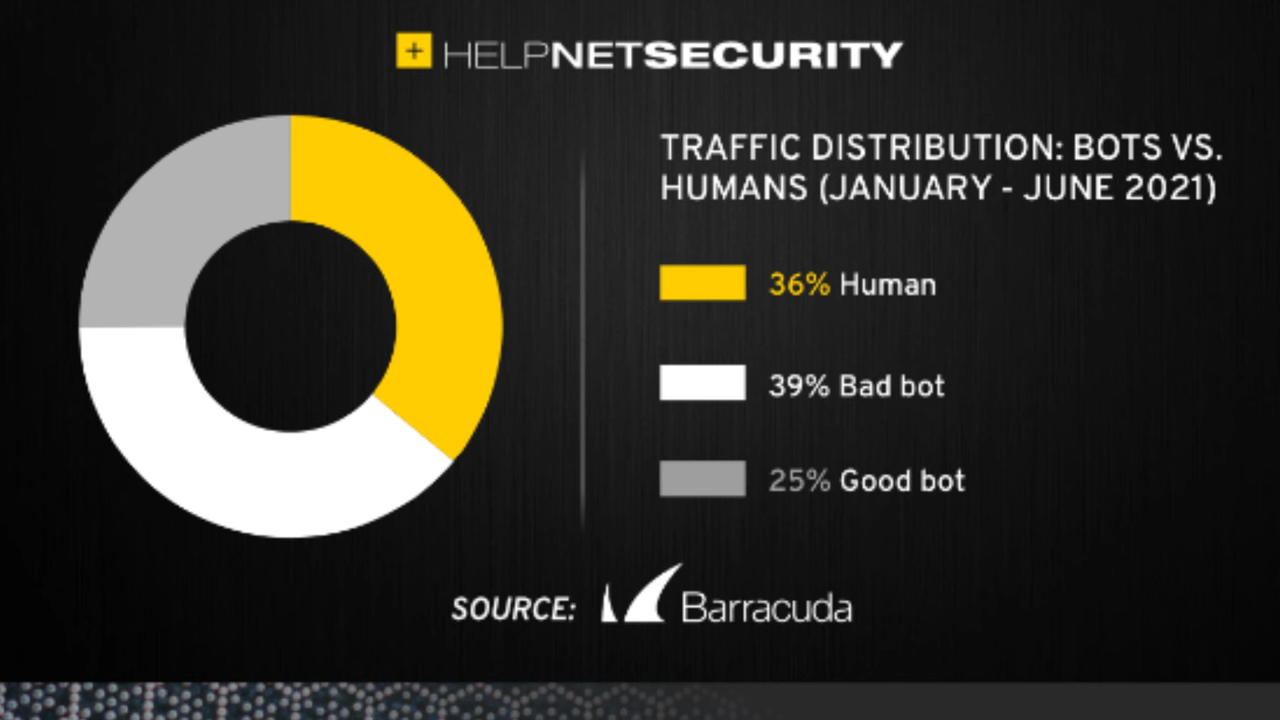 + HELPNETSECURITY
TRAFFIC DISTRIBUTION: BOTS VS.
HUMANS (JANUARY - JUNE 2021)
36% Human
39% Bad bot
25% Good bot
SOURCE: Barracuda